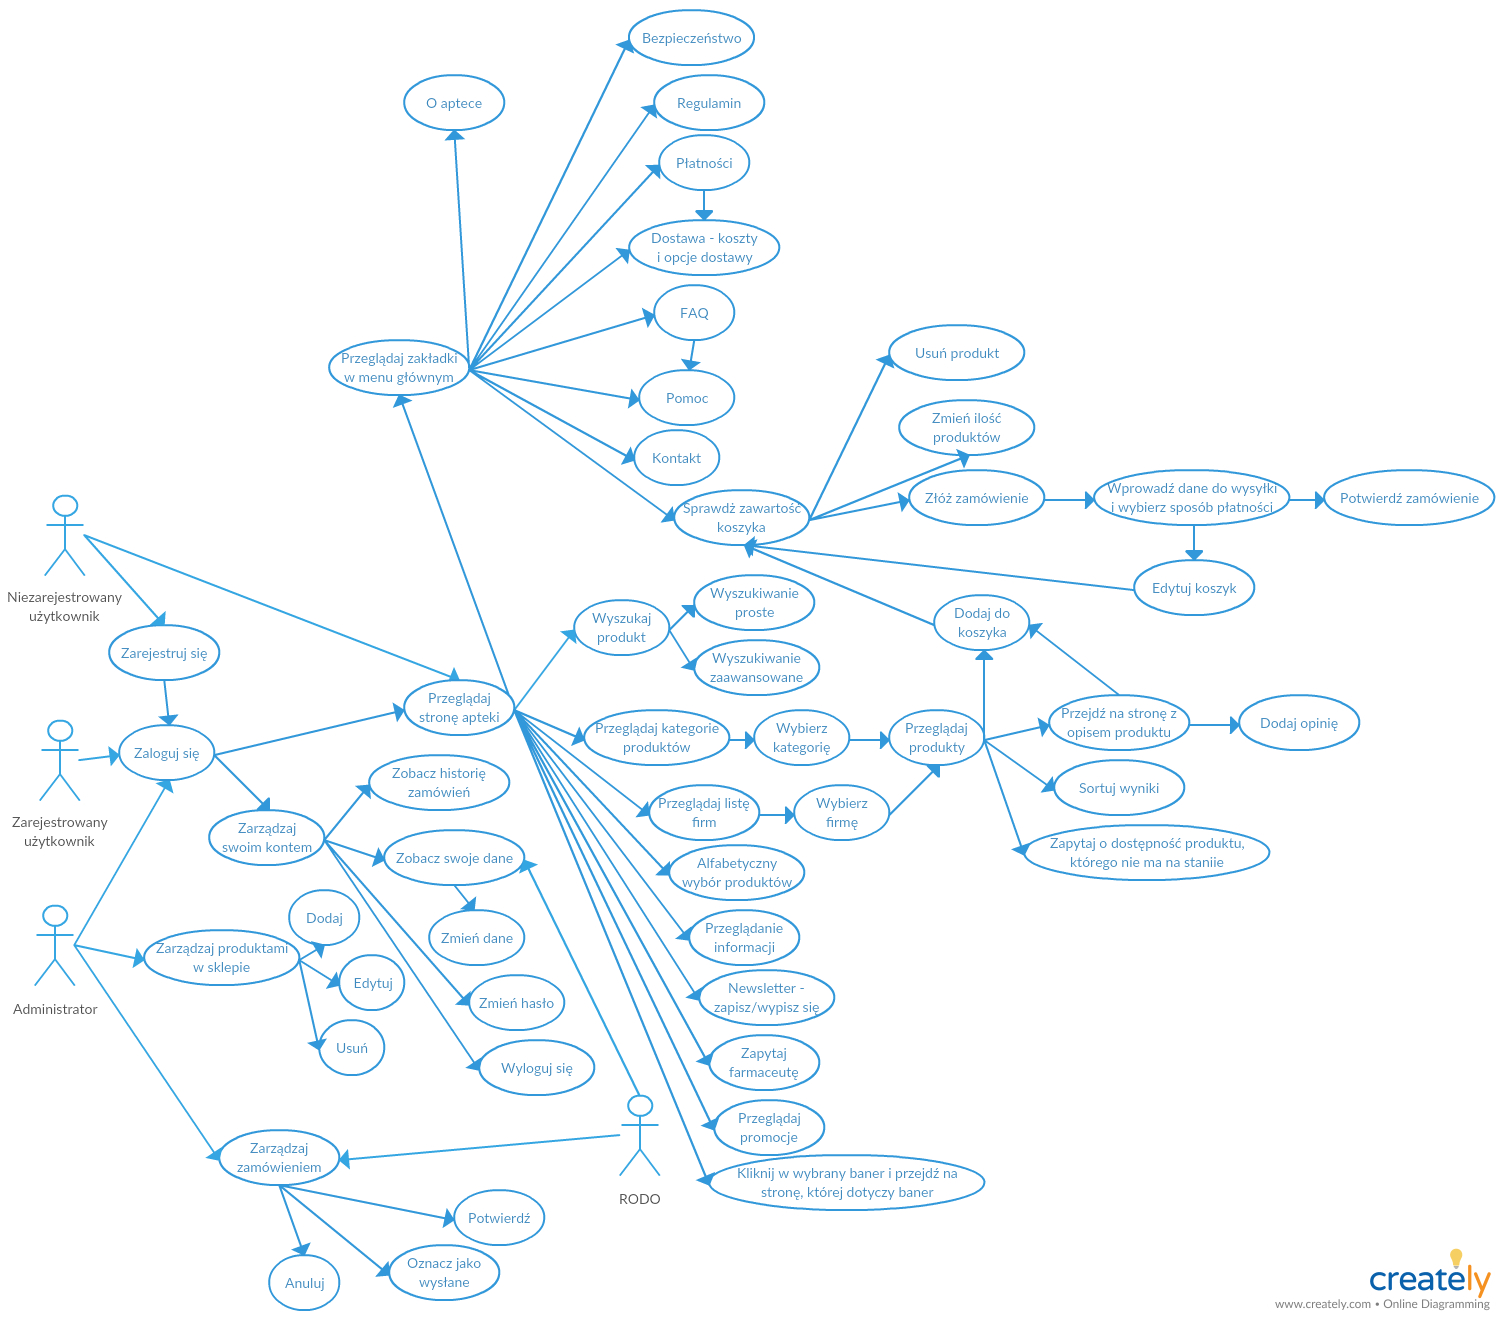 Bezpieczeństwo
O aptece
Regulamin
Płatności
Dostawa - koszty
i opcje dostawy
FAQ
Przeglądaj zakładki
w menu głównym
Pomoc
Kontakt
Usuń produkt
Zmień ilość
produktów
Sprawdż zawartość
koszyka
Złóż zamówienie
Wprowadź dane do wysyłki
i wybierz sposób płatności
Potwierdź zamówienie
Edytuj koszyk
Niezarejestrowany
użytkownik
Zarejestruj się
Wyszukaj
produkt
Wyszukiwanie
proste
Wyszukiwanie
zaawansowane
Dodaj do
koszyka
Przeglądaj
stronę apteki
Zaloguj się
Zarejestrowany
użytkownik
Przeglądaj kategorie
produktów
Wybierz
kategorię
Przeglądaj
produkty
Przejdź na stronę z
opisem produktu
Dodaj opinię
Sortuj wyniki
Zapytaj o dostępność produktu,
którego nie ma na staniie
Przeglądaj listę
firm
Wybierz
firmę
Alfabetyczny
wybór produktów
Przeglądanie
informacji
Newsletter -
zapisz/wypisz się
Zapytaj
farmaceutę
Przeglądaj
promocje
Kliknij w wybrany baner i przejdź na
stronę, której dotyczy baner
Zarządzaj
swoim kontem
Zobacz historię
zamówień
Zobacz swoje dane
Zmień dane
Zmień hasło
Wyloguj się
Administrator
Zarządzaj produktami
w sklepie
Dodaj
Edytuj
Usuń
RODO
Zarządzaj
zamówieniem
Potwierdź
Oznacz jako
wysłane
Anuluj
creately
www.creately.com • Online Diagramming